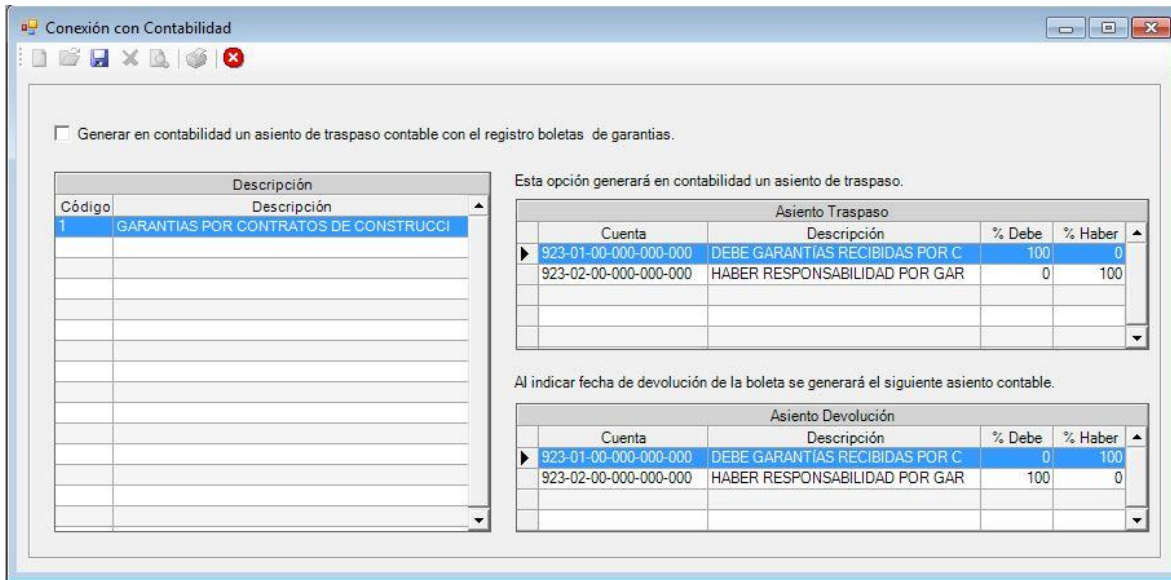 Conexión con Contabilidad
Generar en contabilidad un asiento de traspaso contable con el registro boletas de garantias.
Descripción
Código Descripción
1 GARANTIAS POR CONTRATOS DE CONSTRUCCI
Esta opción generará en contabilidad un asiento de traspaso.
Asiento Traspaso
Cuenta Descripción % Debe % Haber
923-01-00-000-000-000 DEBE GARANTÍAS RECIBIDAS POR C 100 0
923-02-00-000-000-000 HABER RESPONSABILIDAD POR GAR 0 100
Al indicar fecha de devolución de la boleta se generará el siguiente asiento contable.
Asiento Devolución
Cuenta Descripción % Debe % Haber
923-01-00-000-000-000 DEBE GARANTÍAS RECIBIDAS POR C 0 100
923-02-00-000-000-000 HABER RESPONSABILIDAD POR GAR 100 0